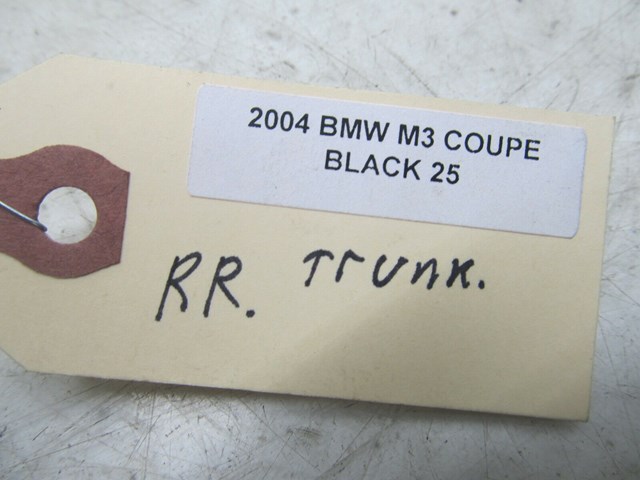 2004 BMW M3 COUPE
BLACK 25
RR. Trunk.